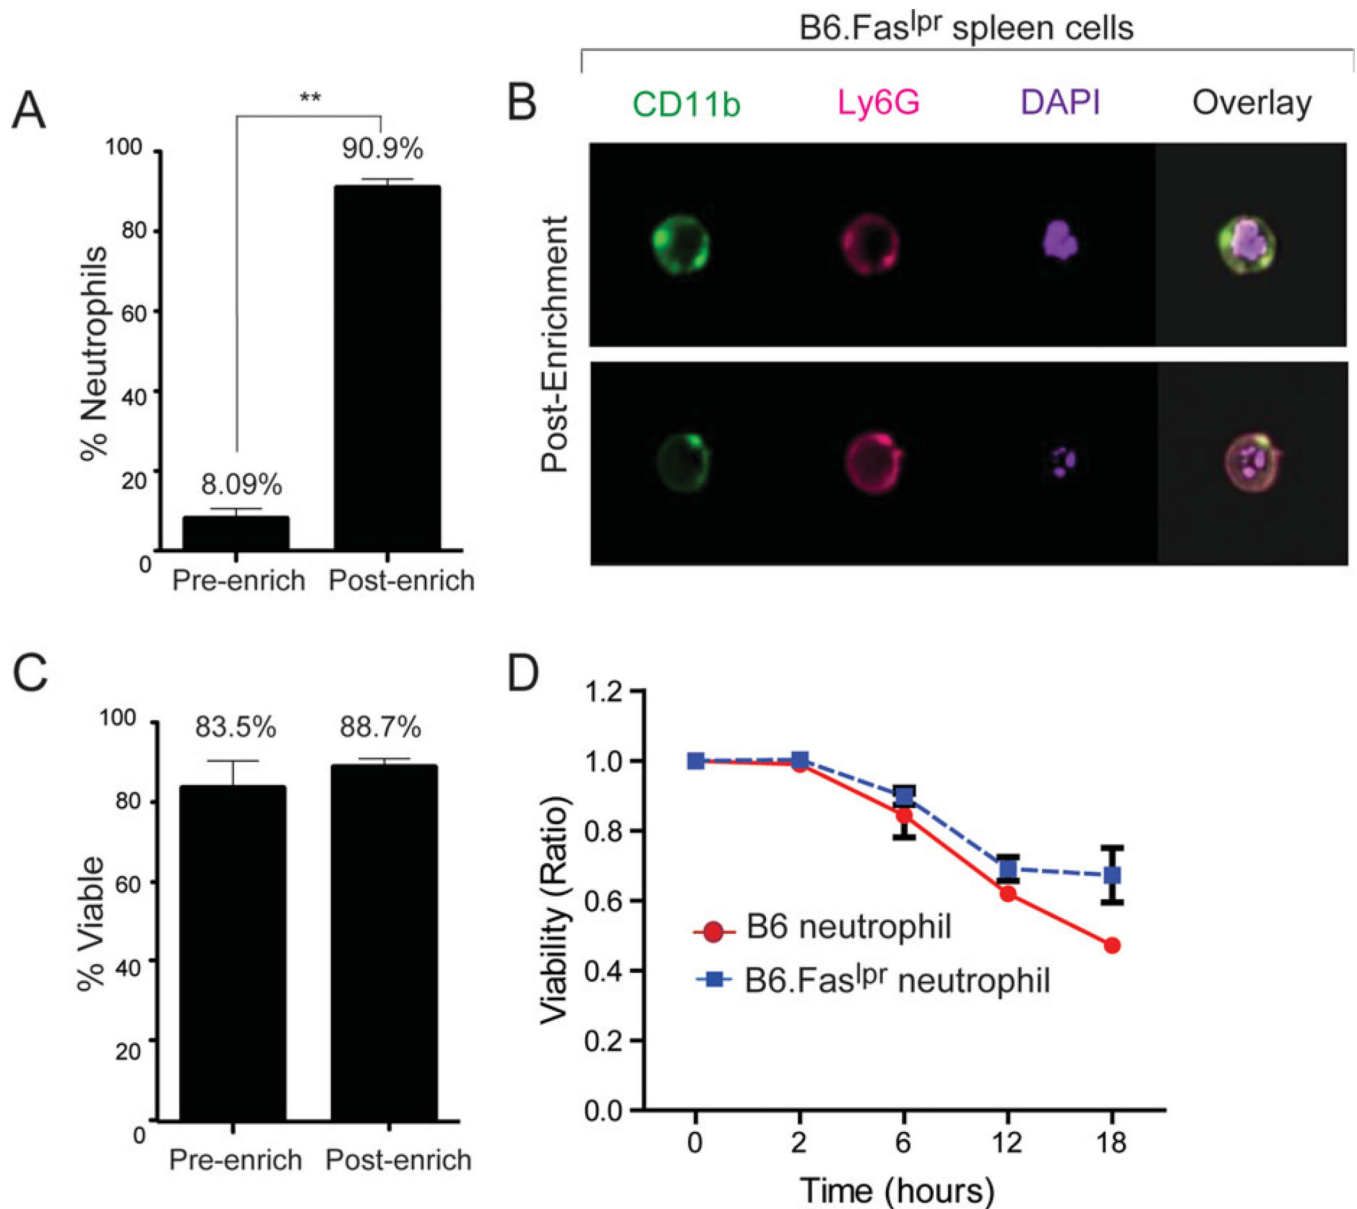 A
**
100
90.9%
80
60
40
20
8.09%
0
% Neutrophils
Pre-enrich Post-enrich
B
B6.Faslpr spleen cells
CD11b Ly6G DAPI Overlay
Post-Enrichment
C
100
83.5% 88.7%
80
60
40
20
0
% Viable
Pre-enrich Post-enrich
D
1.2
1.0
0.8
0.6
0.4
0.2
0.0
Viability (Ratio)
B6 neutrophil
B6.Faslpr neutrophil
0 2 6 12 18
Time (hours)